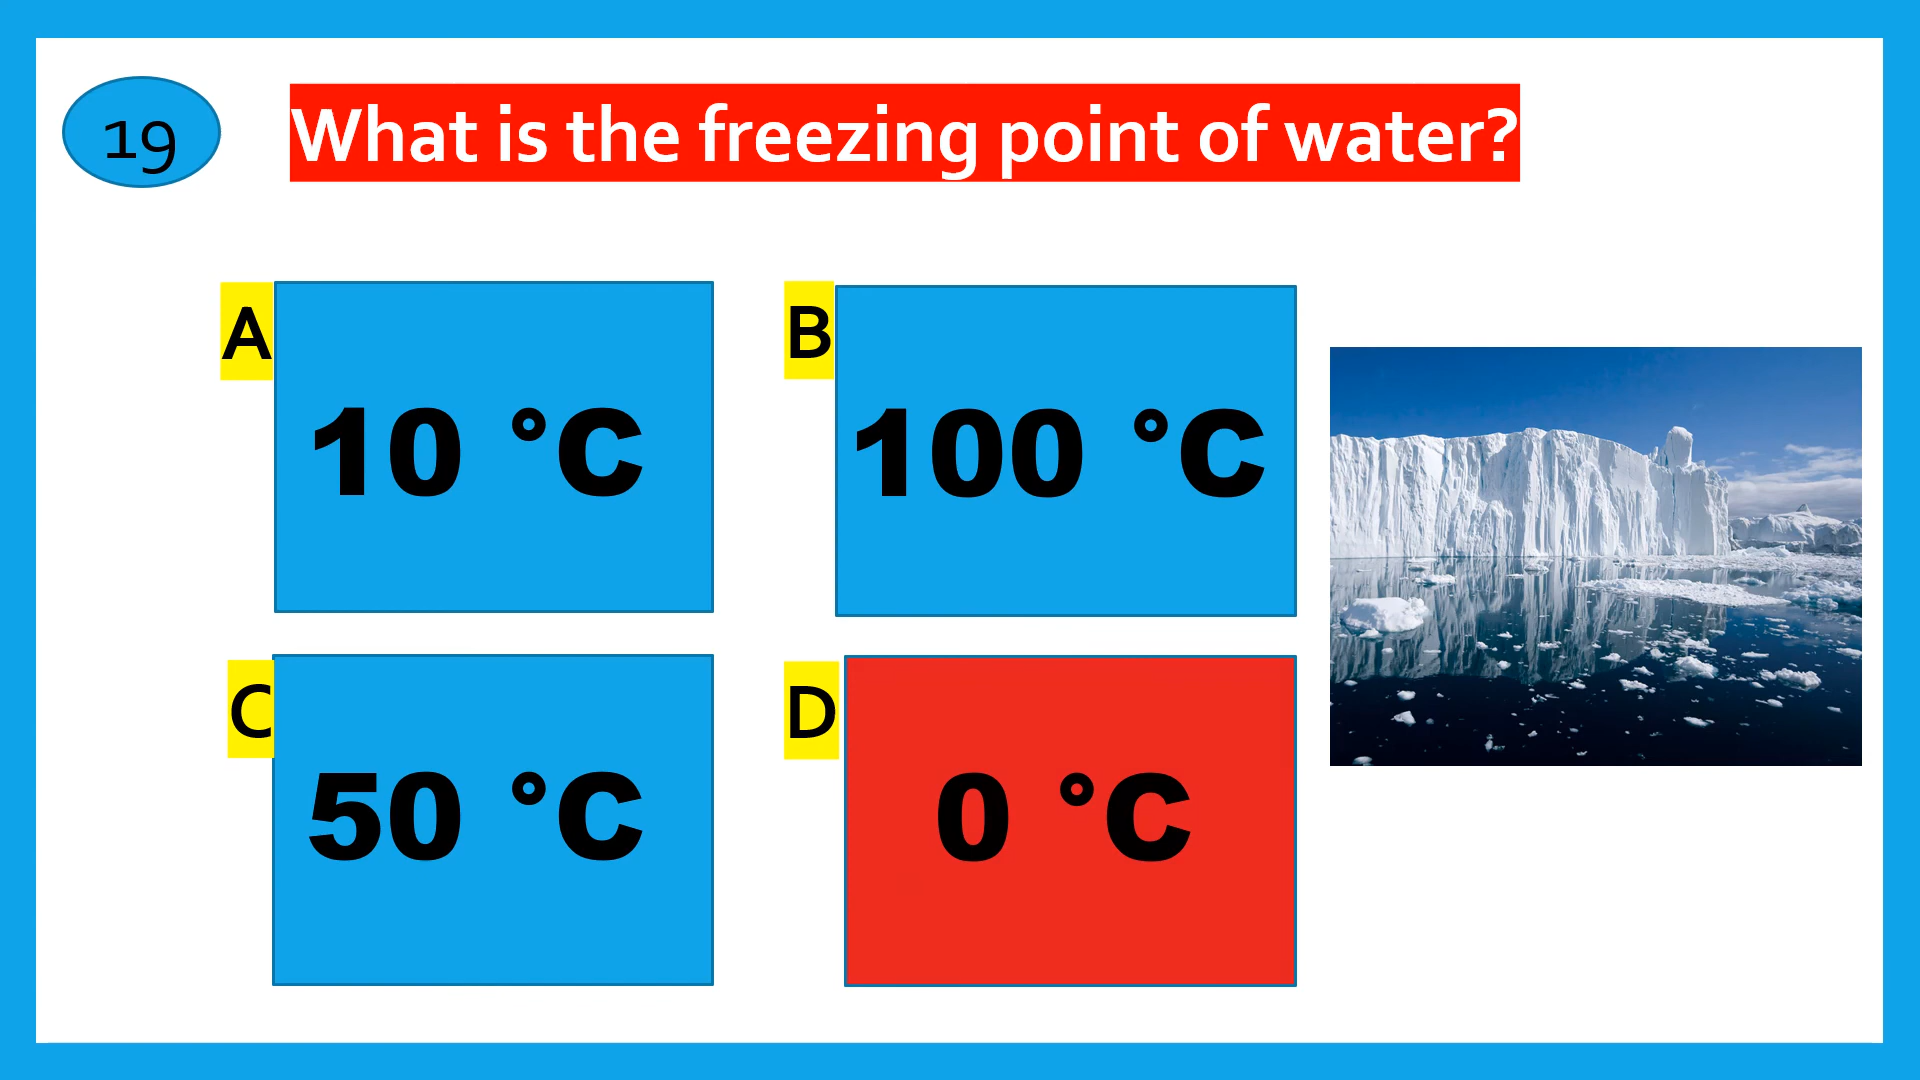 19
What is the freezing point of water?
A
10 °C
B
100 °C
C
50 °C
D
0 °C